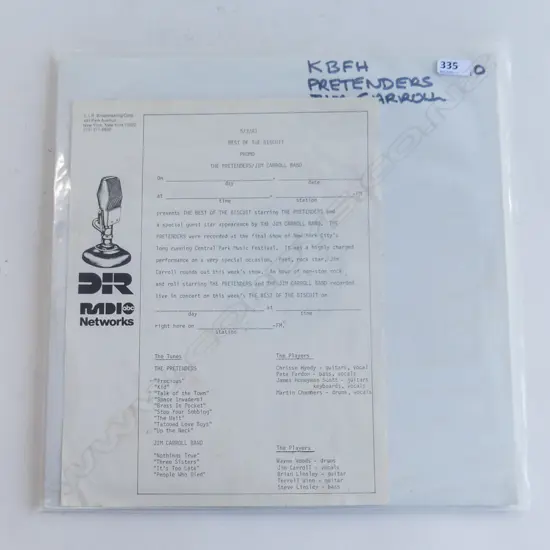 KBFH
335
PRETENDERS
CARROLL
New York, New York 10022
BEST OF THE BISCUIT
PROMO
THE PRETENDERS/JIM CARROLL BAND
On
day
Date
at
-FM
time
station
presents THE BEST OF THE BISCUIT starring THE PRETENDERS and
a special guest star appearance by THE JIM CARROLL BAND. THE
PRETENDERS were recorded at the final show of New York City's
long running Central Park Music Festival. It was a highly charged
performance on a very special occasion. rock star, Jim
Carroll rounds out this week's show. An hour of non-stop rock
and roll starring THE PRETENDERS and THE JIM CARROLL BAND recorded
live in concert on this week's THE BEST OF THE BISCUIT on
at
day
time
right here on
-FM
station
DIR
RADIO abc
Networks
The Tunes
The Players
THE PRETENDERS
Chrissie Hynde - guitars, vocal
Pete Farndon - bass, vocals
"Precious"
James Honeyman Scott - guitars
"Kid"
keyboards, vocals
"Talk of the Town"
Martin Chambers - drums, vocals
"Space Invaders"
"Brass In Pocket"
"Stop Your Sobbing"
"The Wait"
"Tattooed Love Boys"
"Up the Neck"
JIM CARROLL BAND
The Players
"Nothing Is True"
Wayne Woods - drums
"Three Sisters"
Jim Carroll - vocals
"It's Too Late"
Brian Linsley - guitar
"People Who Died"
Terrell Winn - guitar
Steve Linsley - bass